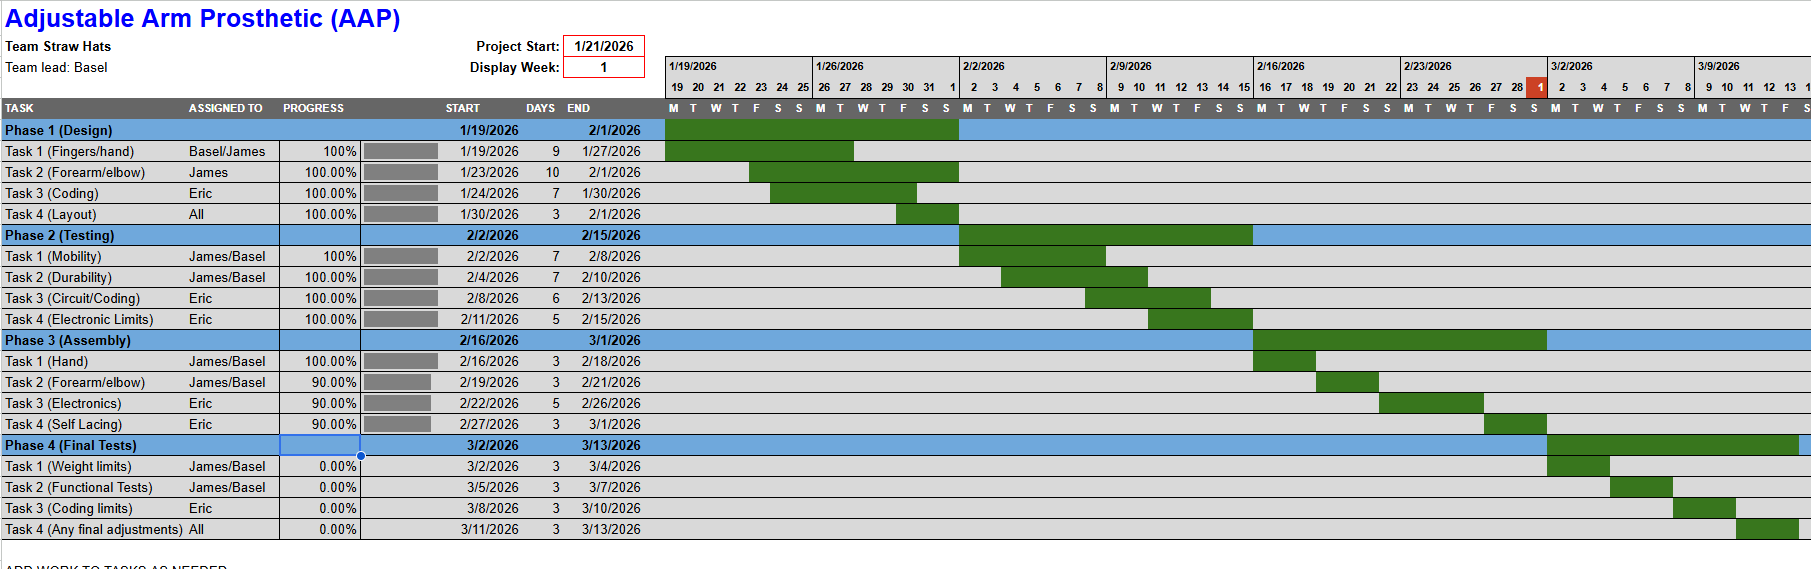 Adjustable Arm Prosthetic (AAP)
Team Straw Hats Project Start: 1/21/2026
Team lead: Basel Display Week: 1
1/19/2026 1/26/2026 2/2/2026 2/9/2026 2/16/2026 2/23/2026 3/2/2026 3/9/2026
19 20 21 22 23 24 25 26 27 28 29 30 31 1 2 3 4 5 6 7 8 9 10 11 12 13 14 15 16 17 18 19 20 21 22 23 24 25 26 27 28 1 2 3 4 5 6 7 8 9 10 11 12 13
TASK ASSIGNED TO PROGRESS START DAYS END M T W T F S S M T W T F S S M T W T F S S M T W T F S S M T W T F S S M T W T F S S M T W T F S S M T W T F S
Phase 1 (Design) 1/19/2026 2/1/2026
Task 1 (Fingers/hand) Basel/James 100% 1/19/2026 9 1/27/2026
Task 2 (Forearm/elbow) James 100.00% 1/23/2026 10 2/1/2026
Task 3 (Coding) Eric 100.00% 1/24/2026 7 1/30/2026
Task 4 (Layout) All 100.00% 1/30/2026 3 2/1/2026
Phase 2 (Testing) 2/2/2026 2/15/2026
Task 1 (Mobility) James/Basel 100% 2/2/2026 7 2/8/2026
Task 2 (Durability) James/Basel 100.00% 2/4/2026 7 2/10/2026
Task 3 (Circuit/Coding) Eric 100.00% 2/8/2026 6 2/13/2026
Task 4 (Electronic Limits) Eric 100.00% 2/11/2026 5 2/15/2026
Phase 3 (Assembly) 2/16/2026 3/1/2026
Task 1 (Hand) James/Basel 100.00% 2/16/2026 3 2/18/2026
Task 2 (Forearm/elbow) James/Basel 90.00% 2/19/2026 3 2/21/2026
Task 3 (Electronics) Eric 90.00% 2/22/2026 5 2/26/2026
Task 4 (Self Lacing) Eric 90.00% 2/27/2026 3 3/1/2026
Phase 4 (Final Tests) 3/2/2026 3/13/2026
Task 1 (Weight limits) James/Basel 0.00% 3/2/2026 3 3/4/2026
Task 2 (Functional Tests) James/Basel 0.00% 3/5/2026 3 3/7/2026
Task 3 (Coding limits) Eric 0.00% 3/8/2026 3 3/10/2026
Task 4 (Any final adjustments) All 0.00% 3/11/2026 3 3/13/2026
ADD WORK TO TASKS AS NEEDED